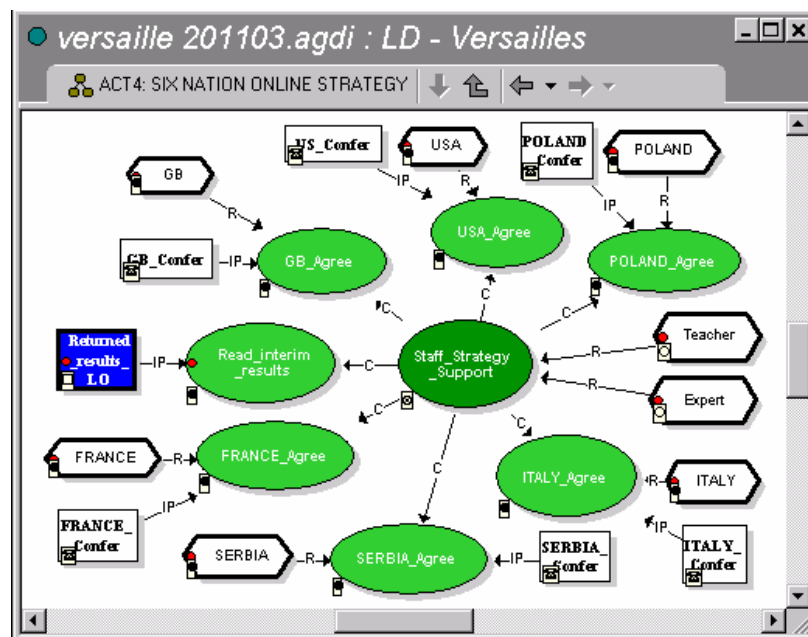 versaille 201103.agdi : LD - Versailles
ACT4: SIX NATION ONLINE STRATEGY
US_Confer
USA
POLAND
_Confer
POLAND
GB
IP
R
IP
R
R
GB_Confer
IP
GB_Agree
USA_Agree
POLAND_Agree
C
C
C
Returned
_results_
LO
IP
Read_interim
_results
C
Staff_Strategy
_Support
R
Teacher
R
Expert
C
C
FRANCE
R
FRANCE_Agree
C
ITALY_Agree
R
ITALY
IP
FRANCE_
Confer
SERBIA
R
SERBIA_Agree
IP
SERBIA_
Confer
IP
ITALY_
Confer